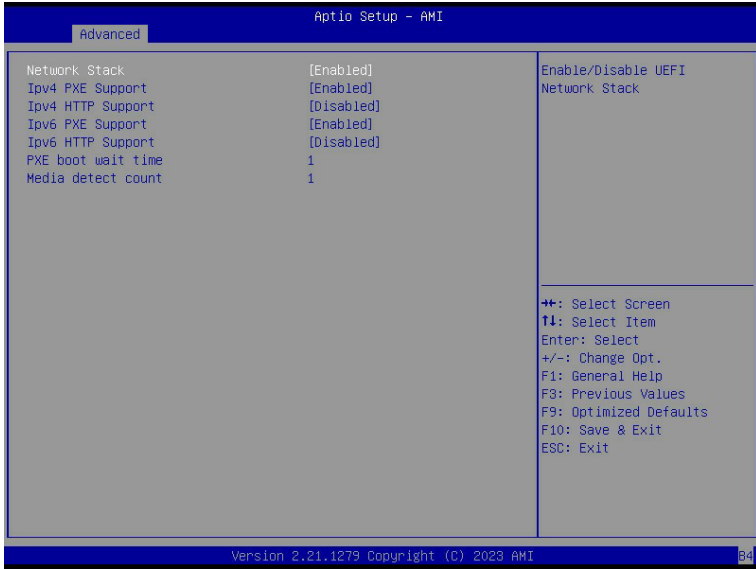 Aptio Setup – AMI
Advanced
Network Stack [Enabled]
Ipv4 PXE Support [Enabled]
Ipv4 HTTP Support [Disabled]
Ipv6 PXE Support [Enabled]
Ipv6 HTTP Support [Disabled]
PXE boot wait time 1
Media detect count 1
Enable/Disable UEFI
Network Stack
→←: Select Screen
↑↓: Select Item
Enter: Select
+/-: Change Opt.
F1: General Help
F3: Previous Values
F9: Optimized Defaults
F10: Save & Exit
ESC: Exit
Version 2.21.1279 Copyright (C) 2023 AMI
B4